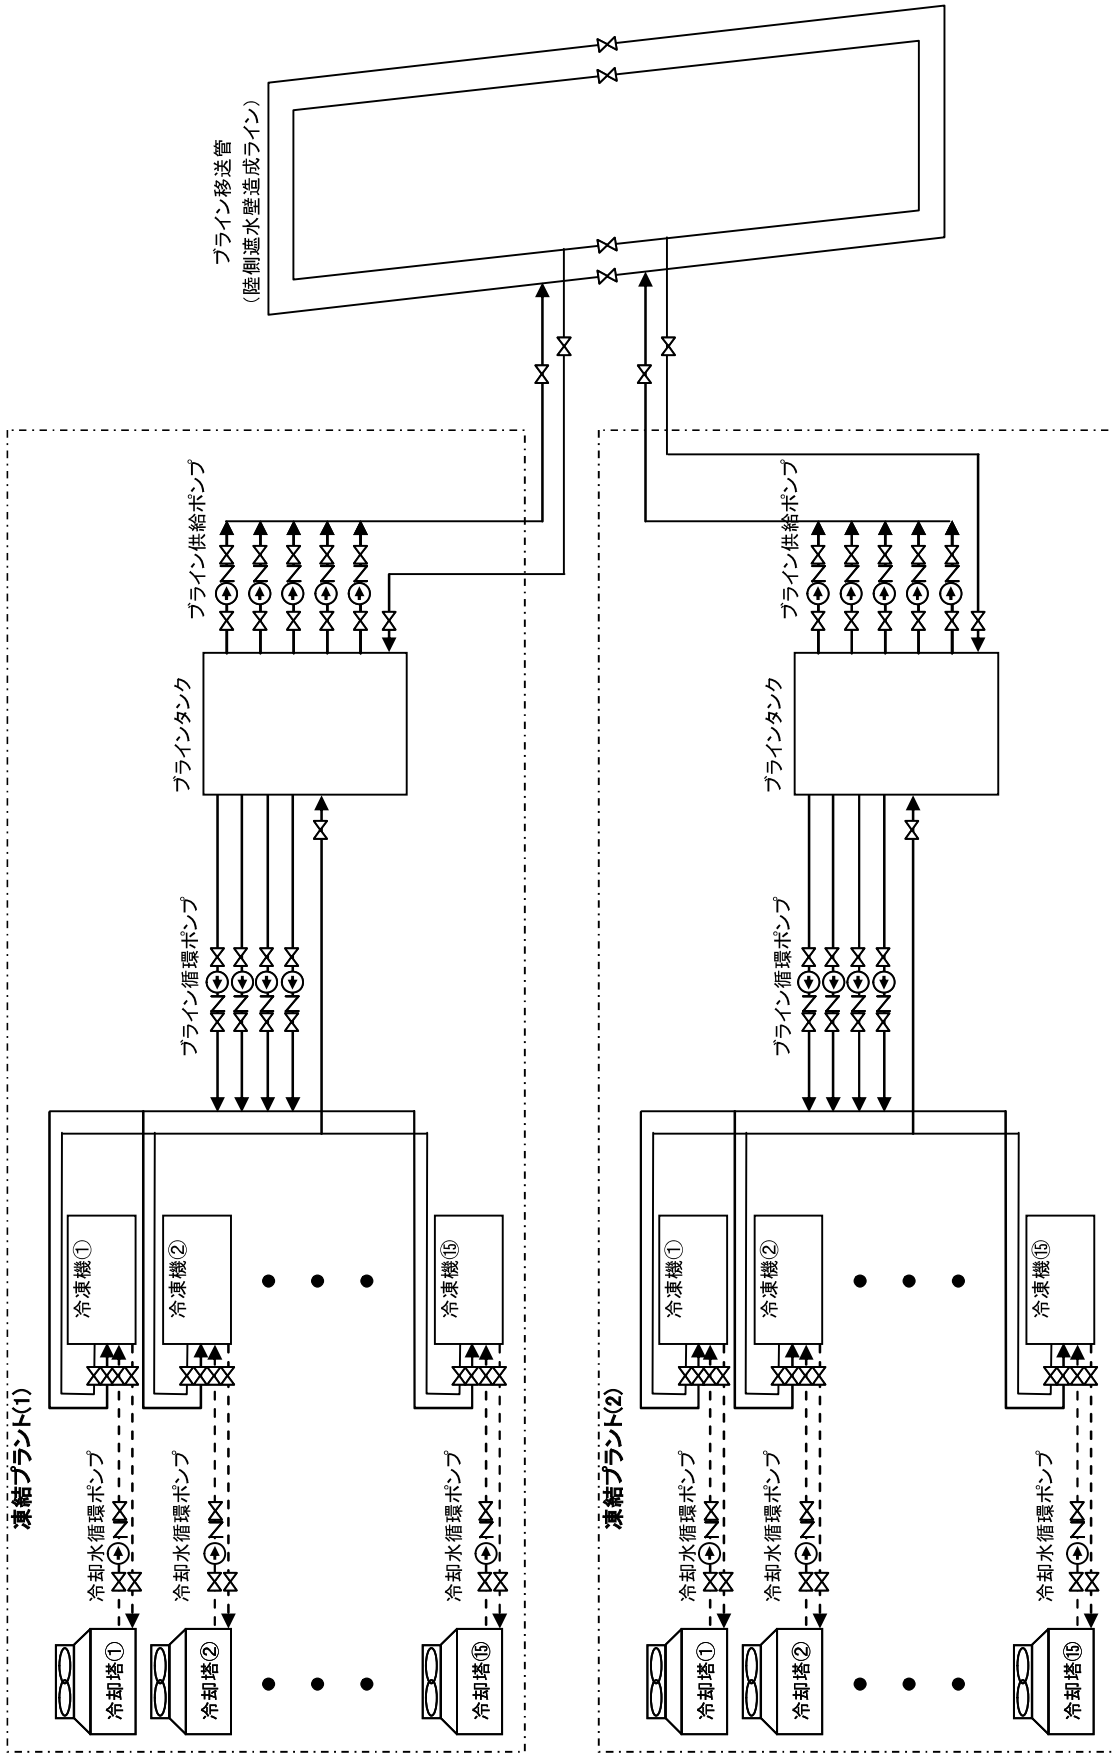 ブライン移送管
（陸側遮水壁造成ライン）
凍結プラント(1)
ブライン供給ポンプ
ブラインタンク
ブライン循環ポンプ
冷凍機①
冷凍機②
冷凍機⑮
冷却水循環ポンプ
冷却水循環ポンプ
冷却水循環ポンプ
冷却塔①
冷却塔②
冷却塔⑮
凍結プラント(2)
ブライン供給ポンプ
ブラインタンク
ブライン循環ポンプ
冷凍機①
冷凍機②
冷凍機⑮
冷却水循環ポンプ
冷却水循環ポンプ
冷却水循環ポンプ
冷却塔①
冷却塔②
冷却塔⑮